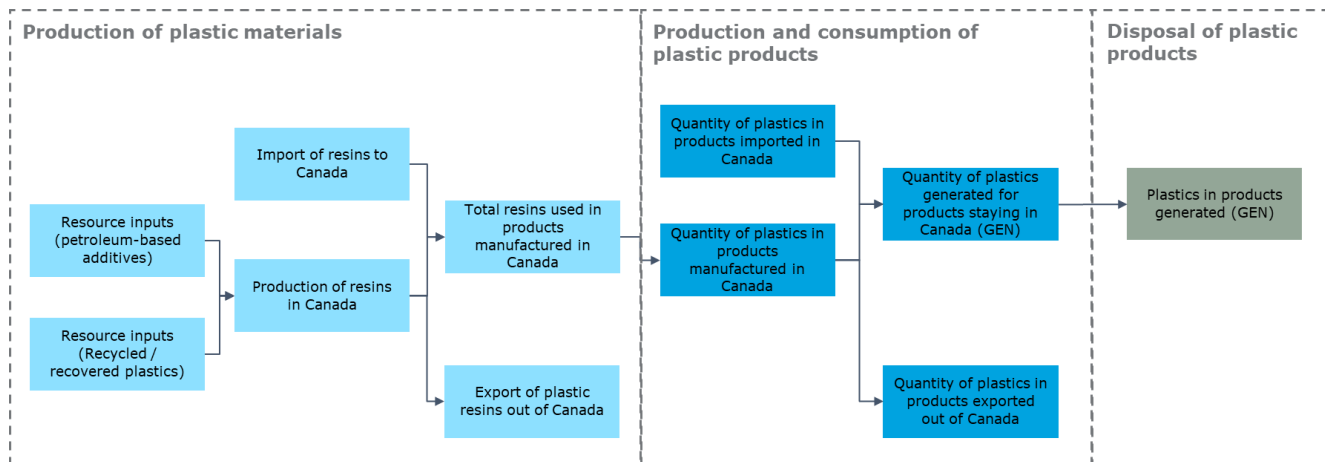 Production of plastic materials
Production and consumption of
plastic products
Disposal of plastic
products
Resource inputs
(petroleum-based
additives)
Resource inputs
(Recycled /
recovered plastics)
Import of resins to
Canada
Production of resins
in Canada
Total resins used in
products
manufactured in
Canada
Export of plastic
resins out of Canada
Quantity of plastics in
products imported in
Canada
Quantity of plastics in
products
manufactured in
Canada
Quantity of plastics
generated for
products staying in
Canada (GEN)
Quantity of plastics in
products exported
out of Canada
Plastics in products
generated (GEN)